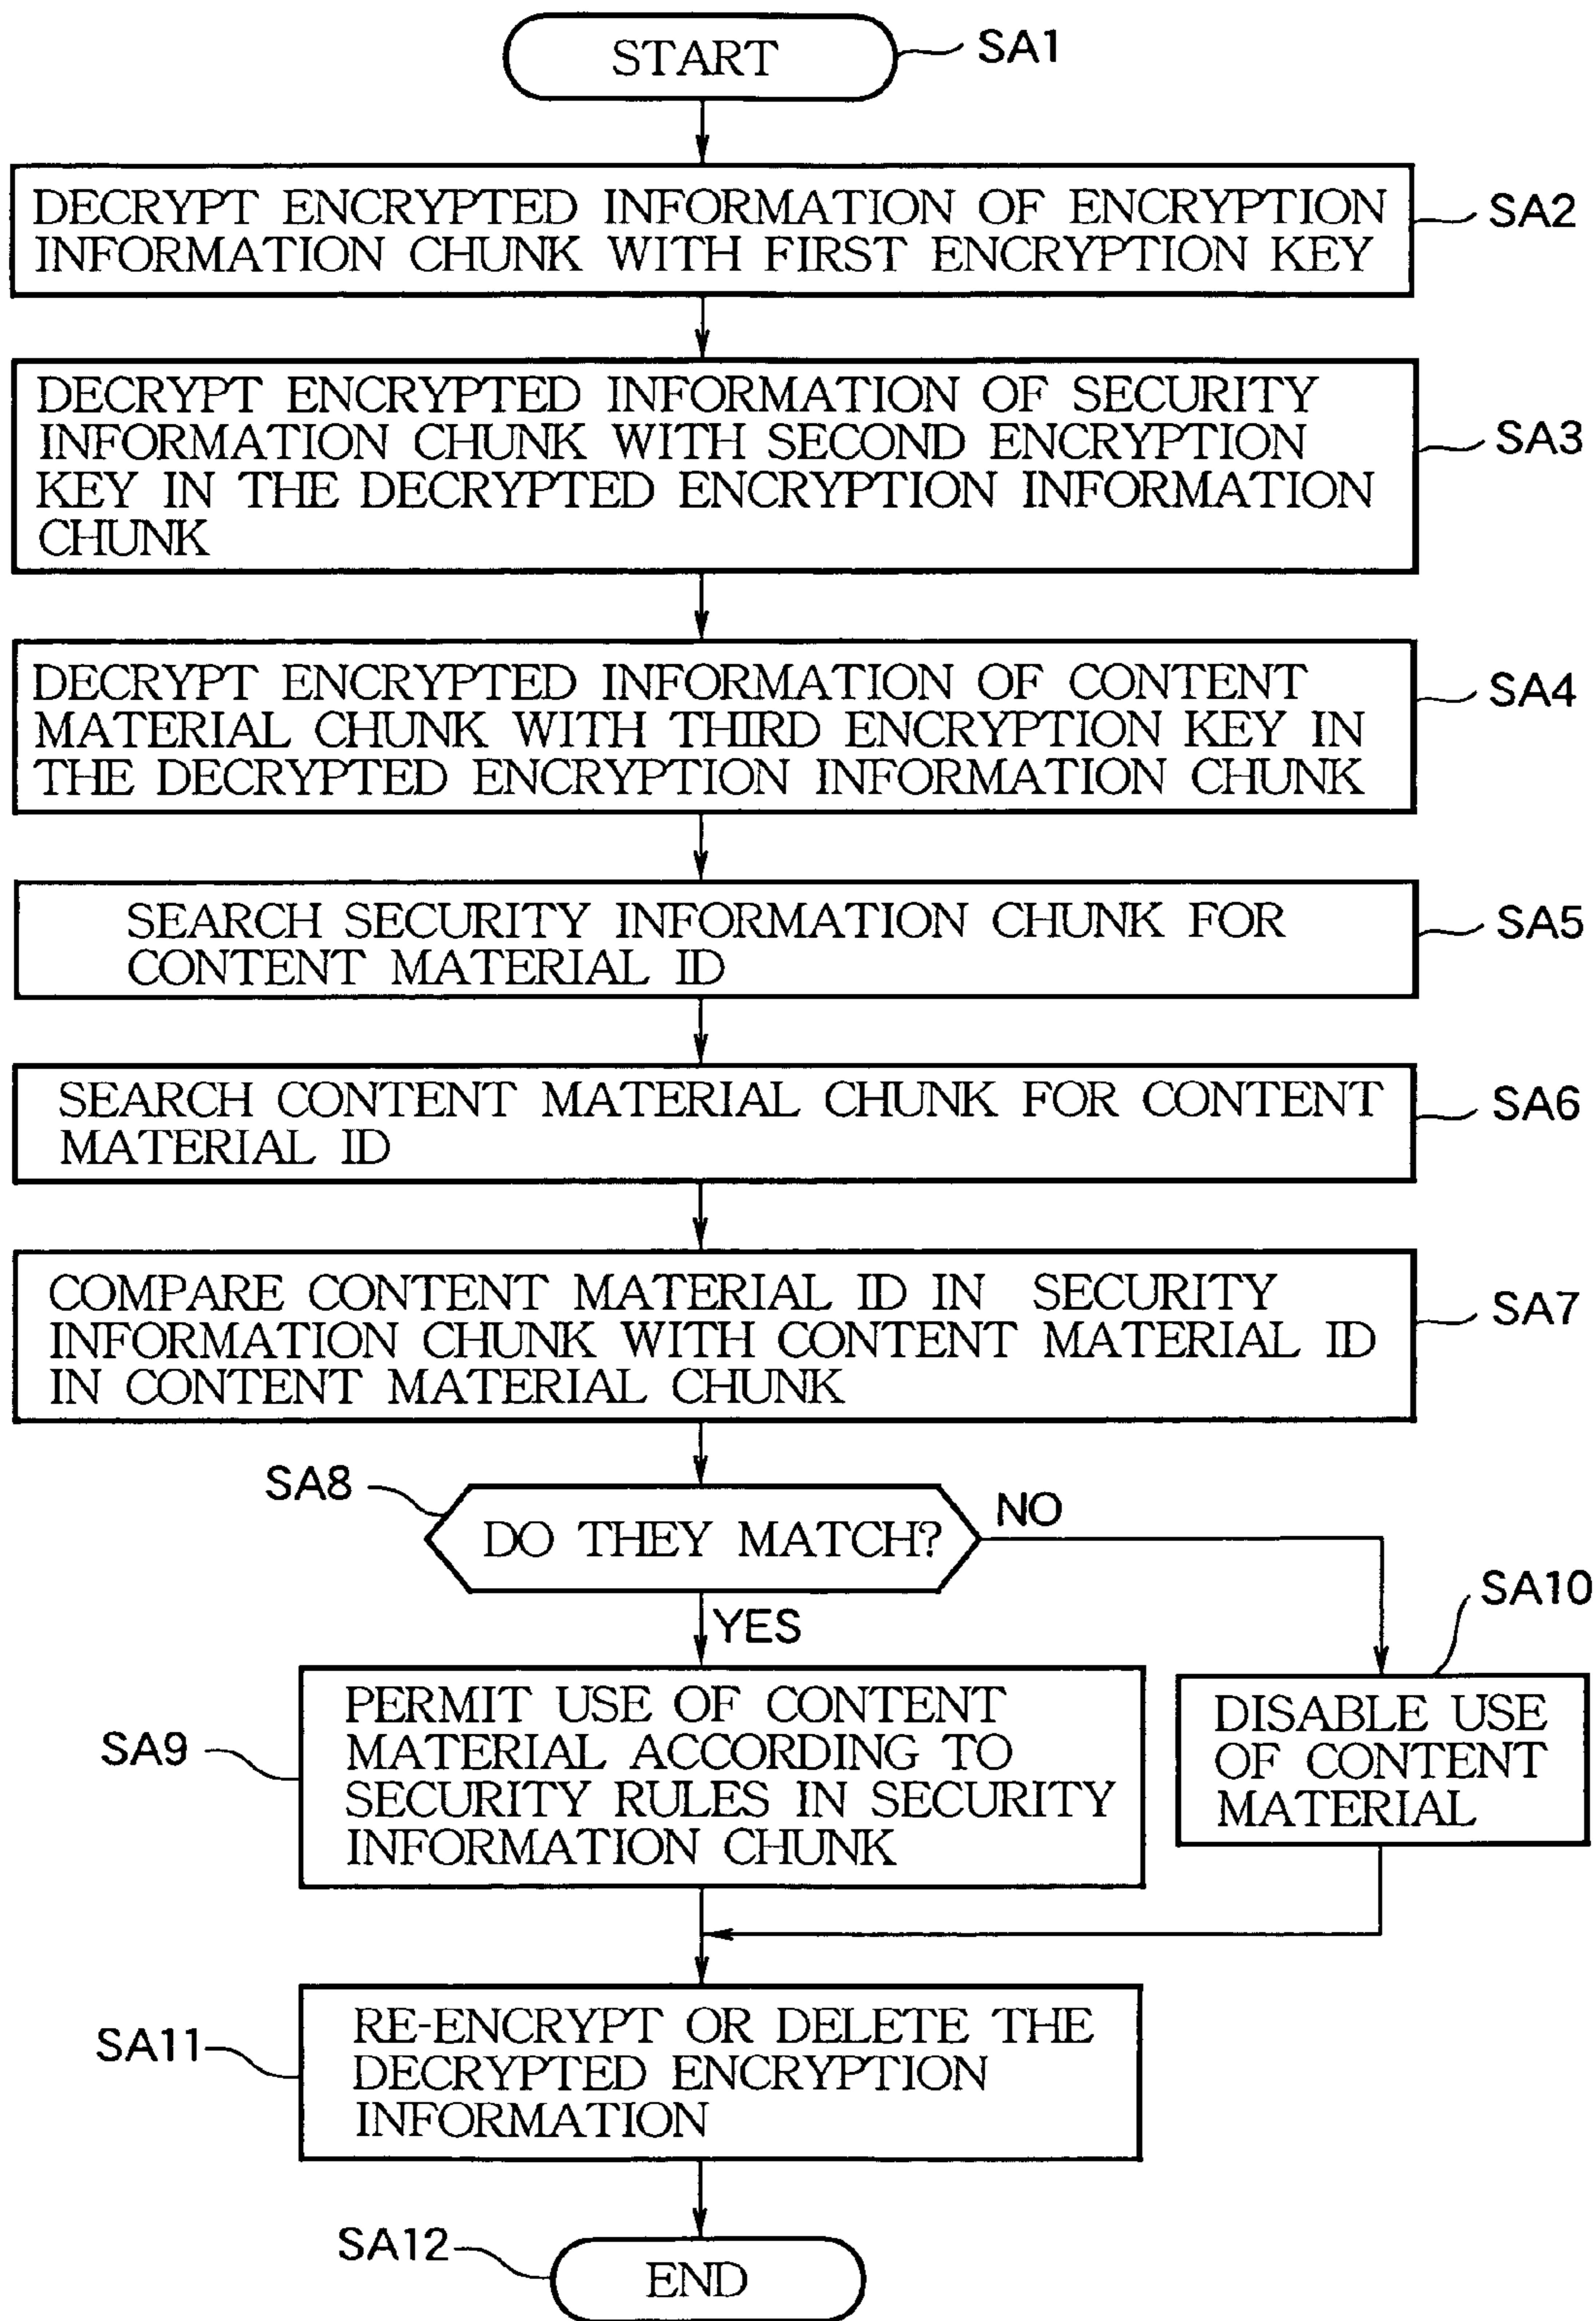 START
SA1
DECRYPT ENCRYPTED INFORMATION OF ENCRYPTION
INFORMATION CHUNK WITH FIRST ENCRYPTION KEY
SA2
DECRYPT ENCRYPTED INFORMATION OF SECURITY
INFORMATION CHUNK WITH SECOND ENCRYPTION
KEY IN THE DECRYPTED ENCRYPTION INFORMATION
CHUNK
SA3
DECRYPT ENCRYPTED INFORMATION OF CONTENT
MATERIAL CHUNK WITH THIRD ENCRYPTION KEY IN
THE DECRYPTED ENCRYPTION INFORMATION CHUNK
SA4
SEARCH SECURITY INFORMATION CHUNK FOR
CONTENT MATERIAL ID
SA5
SEARCH CONTENT MATERIAL CHUNK FOR CONTENT
MATERIAL ID
SA6
COMPARE CONTENT MATERIAL ID IN SECURITY
INFORMATION CHUNK WITH CONTENT MATERIAL ID
IN CONTENT MATERIAL CHUNK
SA7
SA8
DO THEY MATCH?
NO
YES
SA10
SA9
PERMIT USE OF CONTENT
MATERIAL ACCORDING TO
SECURITY RULES IN SECURITY
INFORMATION CHUNK
DISABLE USE
OF CONTENT
MATERIAL
SA11
RE-ENCRYPT OR DELETE THE
DECRYPTED ENCRYPTION
INFORMATION
SA12
END